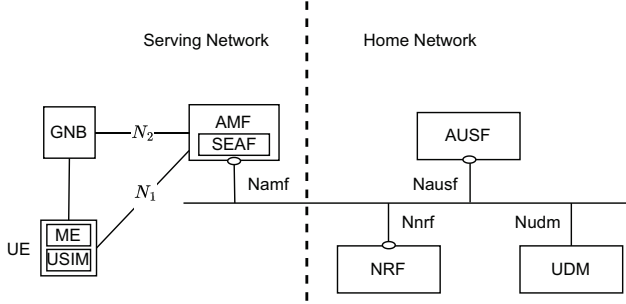 Serving Network
Home Network
GNB
N2
AMF
SEAF
AUSF
N1
Namf
Nausf
Nnrf
Nudm
UE
ME
USIM
NRF
UDM